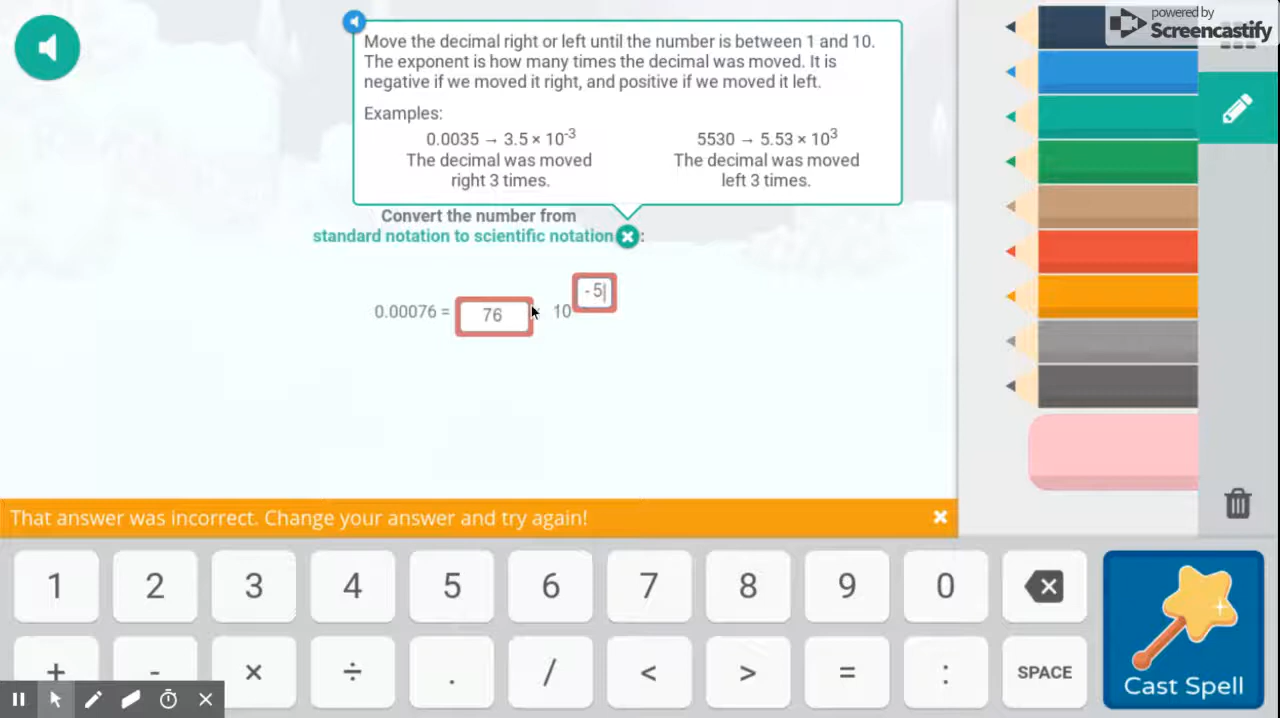 powered by
Screencastify
Move the decimal right or left until the number is between 1 and 10.
The exponent is how many times the decimal was moved. It is
negative if we moved it right, and positive if we moved it left.
Examples:
0.0035 → 3.5 × 10⁻³
The decimal was moved
right 3 times.
5530 → 5.53 × 10³
The decimal was moved
left 3 times.
Convert the number from
standard notation to scientific notation :
0.00076 = 76 10⁻⁵
That answer was incorrect. Change your answer and try again!
1 2 3 4 5 6 7 8 9 0
+ - × ÷ . / < > = : SPACE
Cast Spell